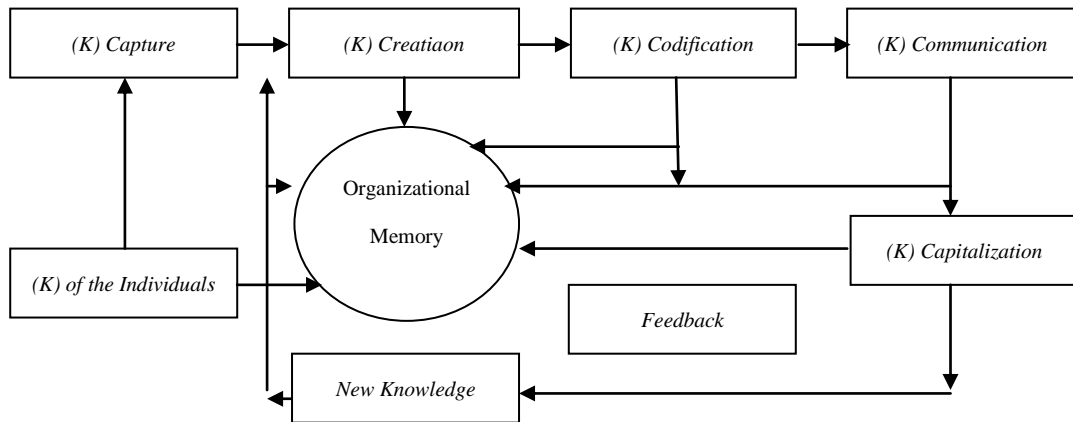 (K) Capture
(K) Creatiaon
(K) Codification
(K) Communication
Organizational
Memory
(K) of the Individuals
(K) Capitalization
Feedback
New Knowledge